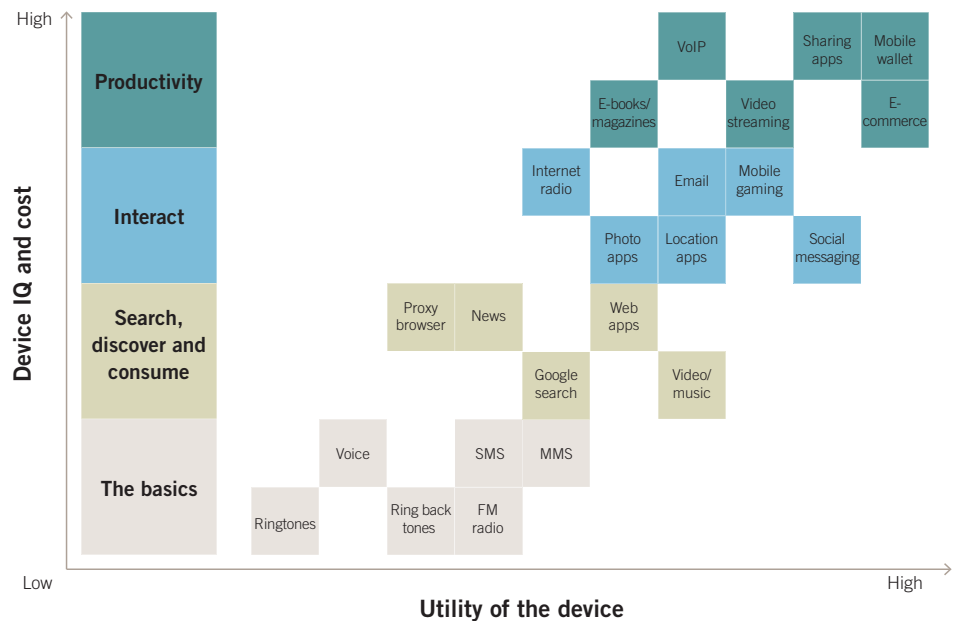 High
Productivity
VoIP
Sharing
apps
Mobile
wallet
E-books/
magazines
Video
streaming
E-
commerce
Device IQ and cost
Interact
Internet
radio
Email
Mobile
gaming
Photo
apps
Location
apps
Social
messaging
Search,
discover and
consume
Proxy
browser
News
Web
apps
Google
search
Video/
music
The basics
Voice
SMS
MMS
Ringtones
Ring back
tones
FM
radio
Low
High
Utility of the device